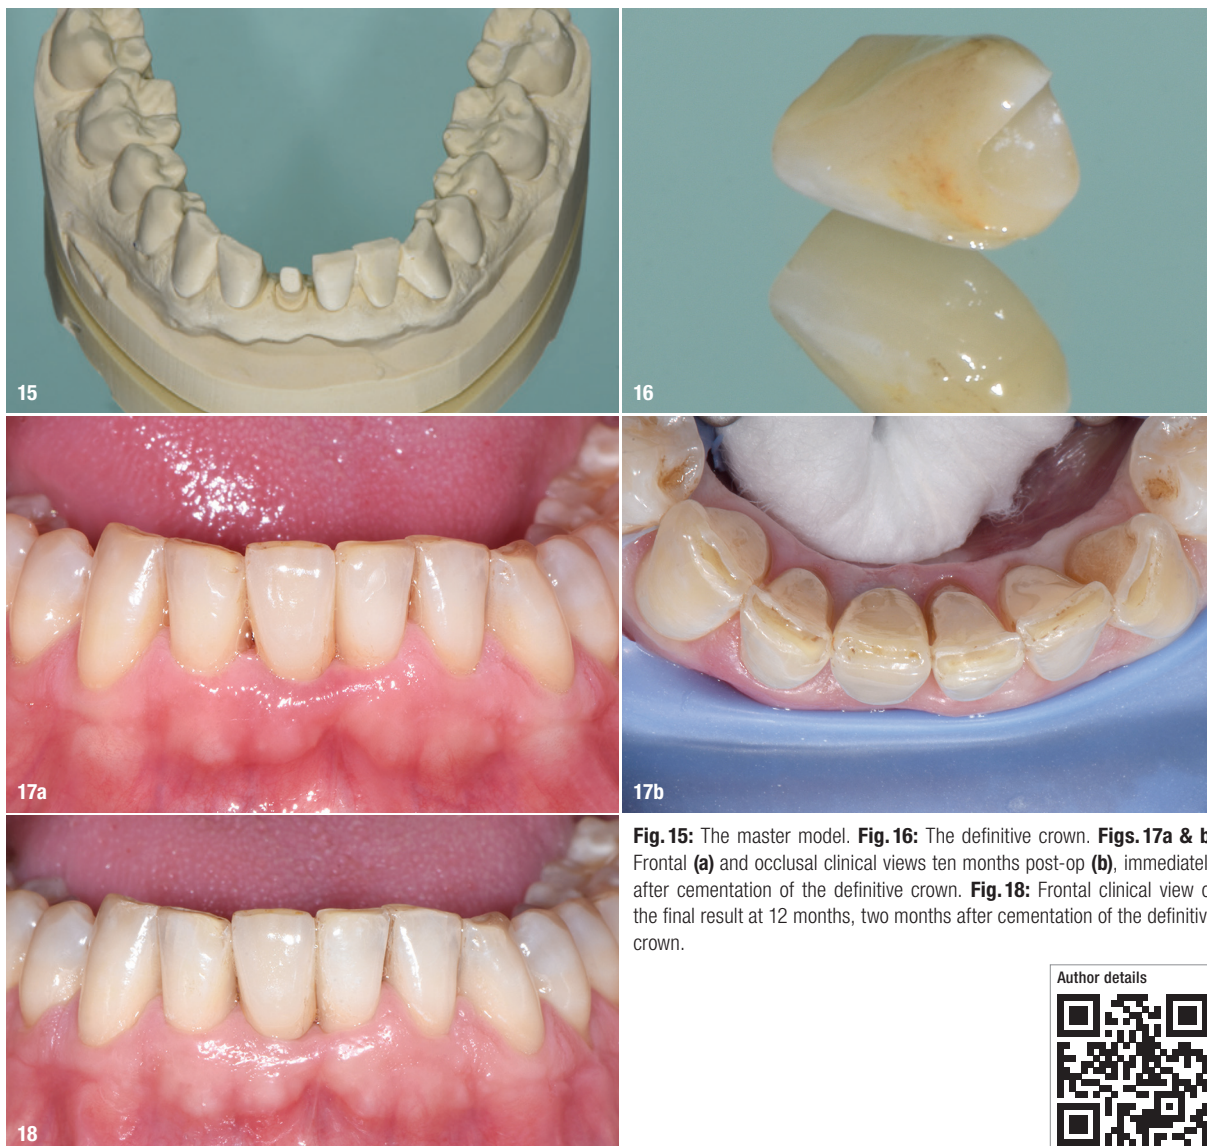 15
16
17a
17b
18
Fig. 15: The master model. Fig. 16: The definitive crown. Figs. 17a & b
Frontal (a) and occlusal clinical views ten months post-op (b), immediatel
after cementation of the definitive crown. Fig. 18: Frontal clinical view o
the final result at 12 months, two months after cementation of the definitiv
crown.
Author details